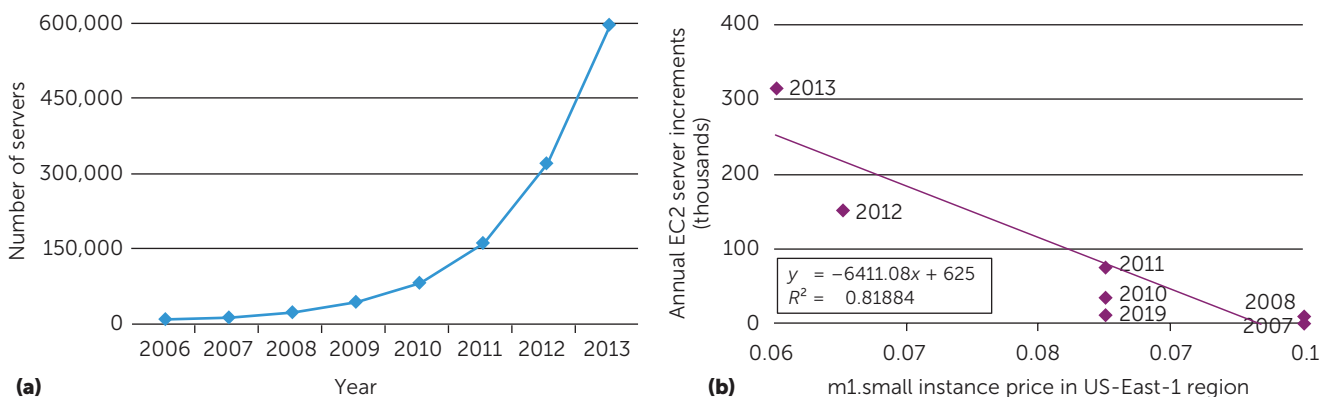 600,000
450,000
300,000
150,000
0
Number of servers
2006 2007 2008 2009 2010 2011 2012 2013
(a)
Year
400
300
200
100
0
Annual EC2 server increments
(thousands)
2013
2012
2011
2010
2019
2008
2007
y = −6411.08x + 625
R² = 0.81884
0.06 0.07 0.08 0.07 0.1
(b)
m1.small instance price in US-East-1 region